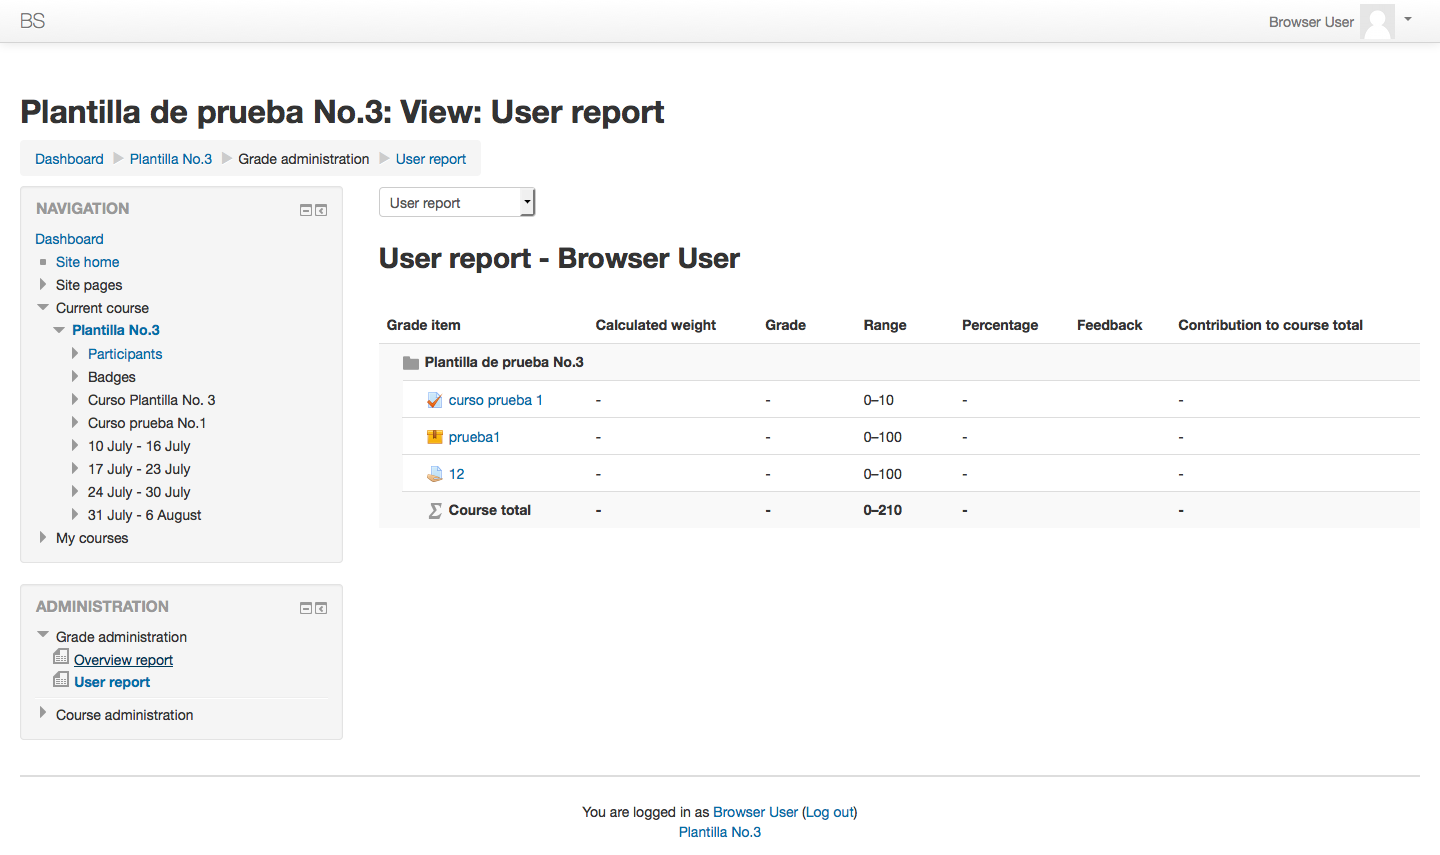 BS
Browser User
Plantilla de prueba No.3: View: User report
Dashboard Plantilla No.3 Grade administration User report
NAVIGATION
Dashboard
Site home
Site pages
Current course
Plantilla No.3
Participants
Badges
Curso Plantilla No. 3
Curso prueba No.1
10 July - 16 July
17 July - 23 July
24 July - 30 July
31 July - 6 August
My courses
ADMINISTRATION
Grade administration
Overview report
User report
Course administration
User report
User report - Browser User
Grade item Calculated weight Grade Range Percentage Feedback Contribution to course total
Plantilla de prueba No.3
curso prueba 1 - - 0–10 - -
prueba1 - - 0–100 - -
12 - - 0–100 - -
Course total - - 0–210 - -
You are logged in as Browser User (Log out)
Plantilla No.3